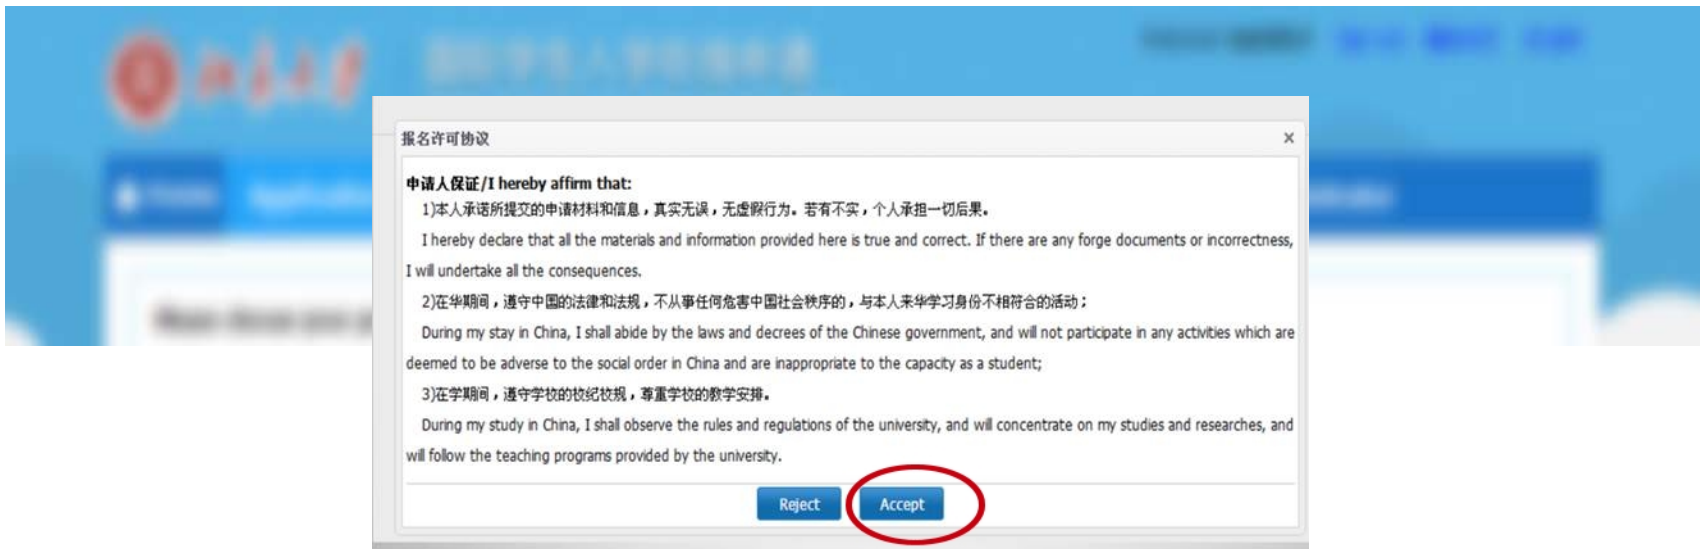 报名许可协议
×
申请人保证/I hereby affirm that:
1)本人承诺所提交的申请材料和信息，真实无误，无虚假行为。若有不实，个人承担一切后果。
I hereby declare that all the materials and information provided here is true and correct. If there are any forge documents or incorrectness,
I will undertake all the consequences.
2)在华期间，遵守中国的法律和法规，不从事任何危害中国社会秩序的，与本人来华学习身份不相符合的活动；
During my stay in China, I shall abide by the laws and decrees of the Chinese government, and will not participate in any activities which are
deemed to be adverse to the social order in China and are inappropriate to the capacity as a student;
3)在学期间，遵守学校的校纪校规，尊重学校的教学安排。
During my study in China, I shall observe the rules and regulations of the university, and will concentrate on my studies and researches, and
will follow the teaching programs provided by the university.
Reject Accept